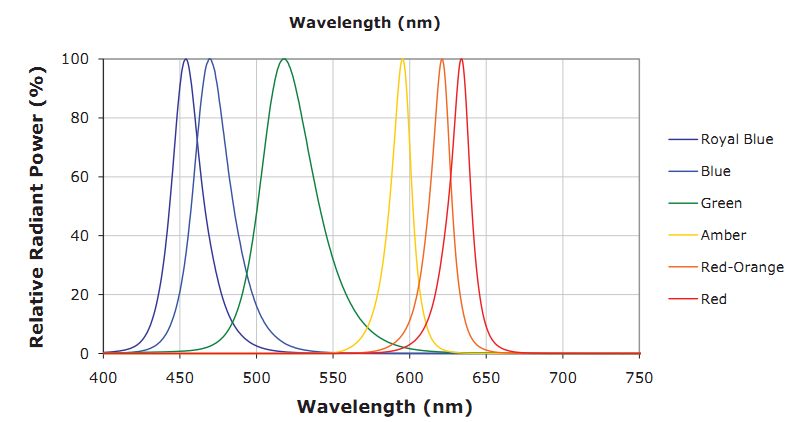 Wavelength (nm)
Relative Radiant Power (%)
100
80
60
40
20
0
400 450 500 550 600 650 700 750
Wavelength (nm)
Royal Blue
Blue
Green
Amber
Red-Orange
Red